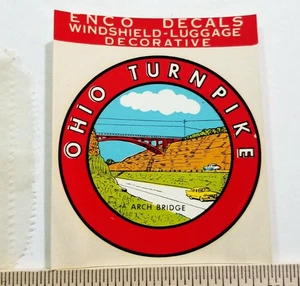 ENCO DECALS
WINDSHIELD-LUGGAGE
DECORATIVE
OHIO TURNPIKE
ARCH BRIDGE